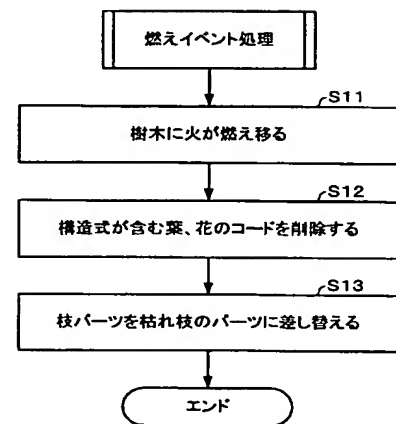 燃えイベント処理
S11
樹木に火が燃え移る
S12
構造式が含む葉、花のコードを削除する
S13
枝パーツを枯れ枝のパーツに差し替える
エンド